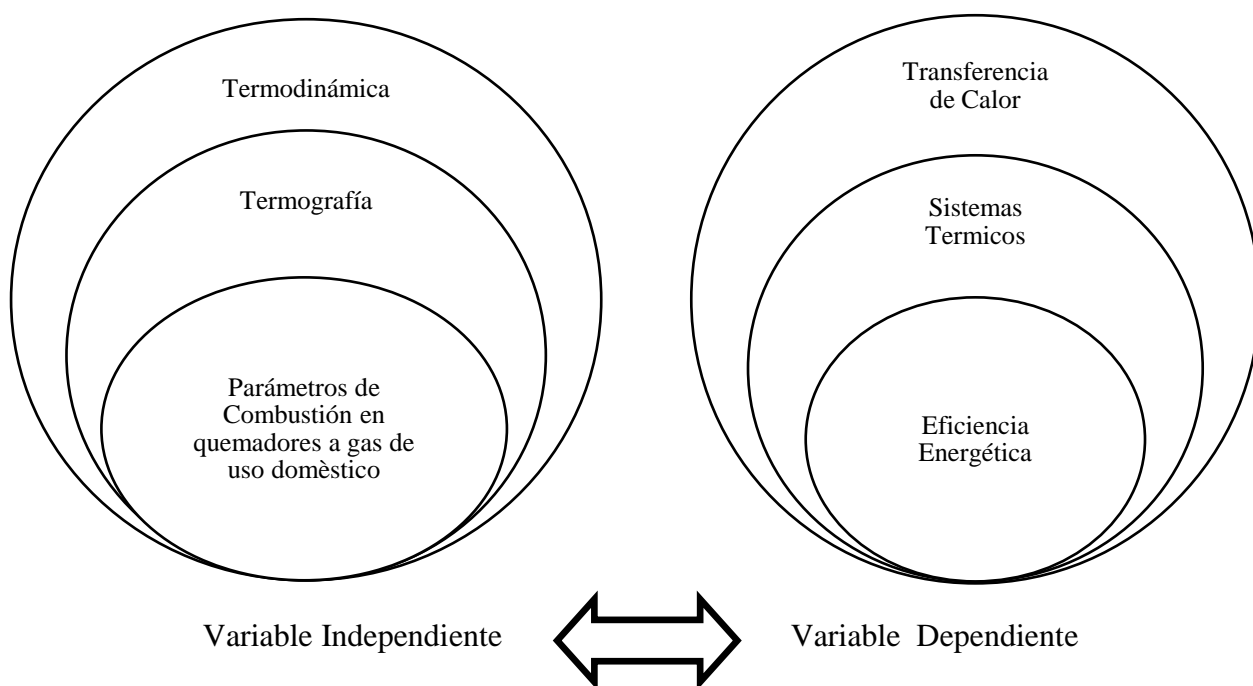 Termodinámica
Termografía
Parámetros de
Combustión en
quemadores a gas de
uso domèstico
Variable Independiente
Transferencia
de Calor
Sistemas
Termicos
Eficiencia
Energética
Variable Dependiente